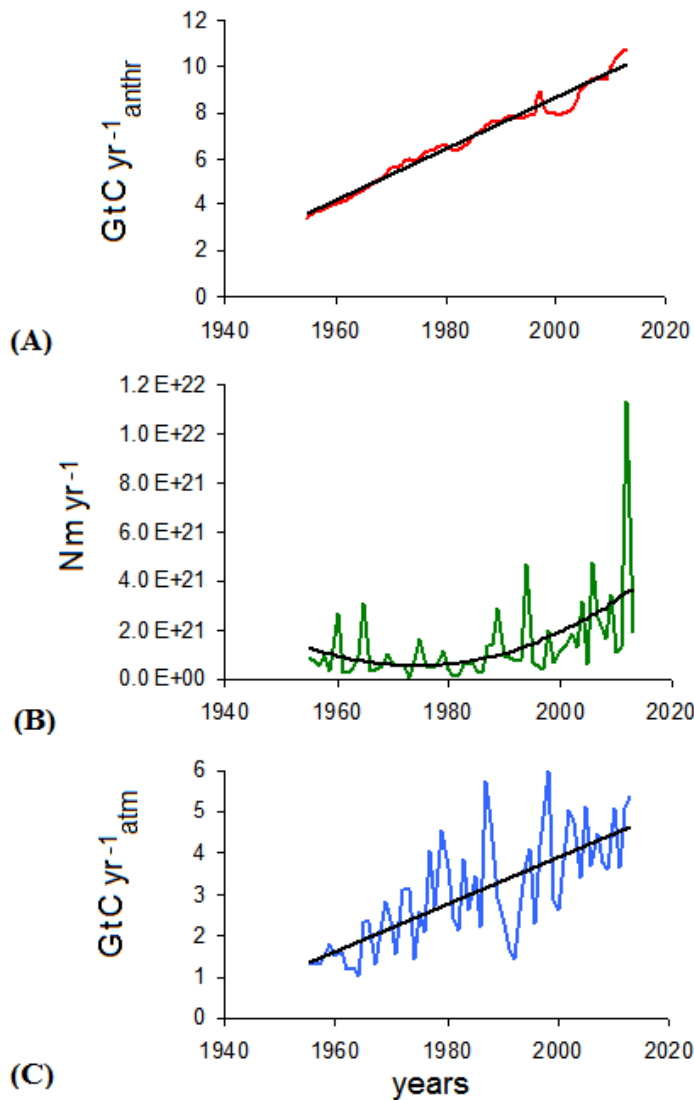 12
10
8
6
4
2
0
GtC yr-1anthr
1940 1960 1980 2000 2020
(A)
1.2 E+22
1.0 E+22
8.0 E+21
6.0 E+21
4.0 E+21
2.0 E+21
0.0 E+00
Nm yr-1
1940 1960 1980 2000 2020
(B)
6
5
4
3
2
1
0
GtC yr-1atm
1940 1960 1980 2000 2020
(C)
years